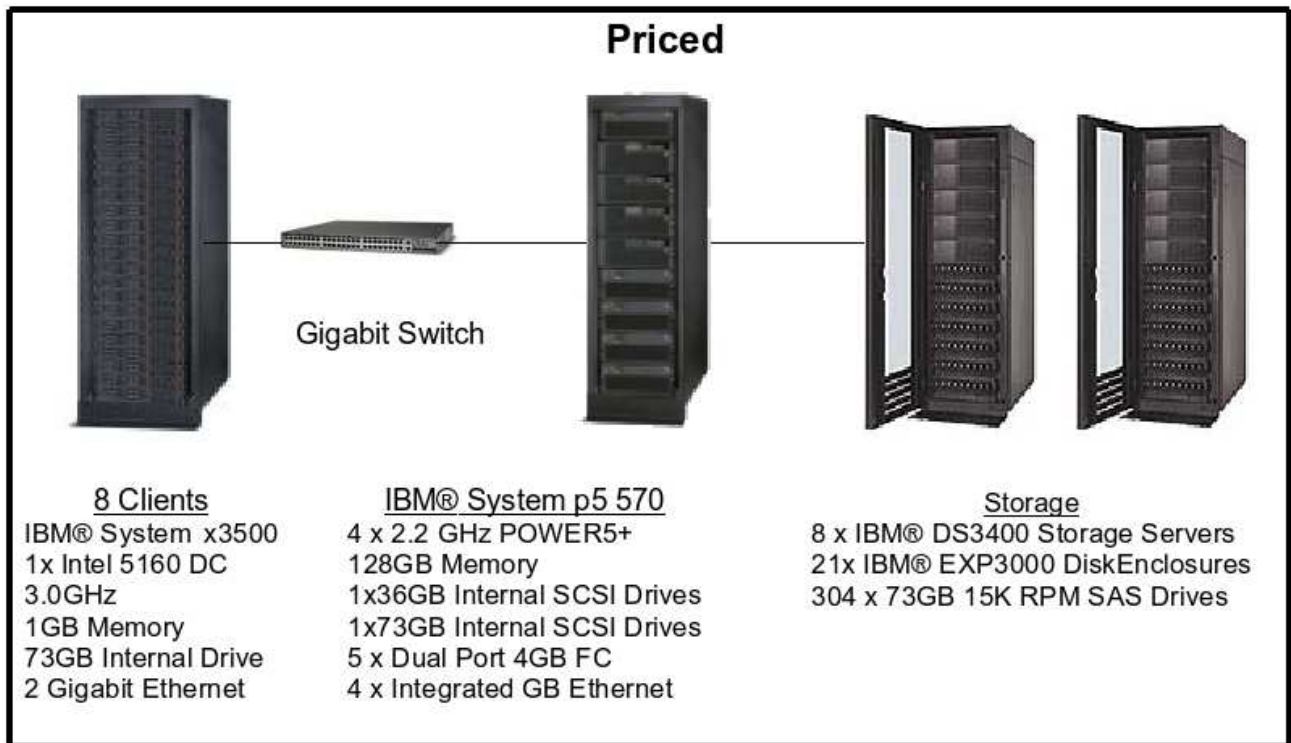 Priced
Gigabit Switch
8 Clients
IBM® System x3500
1x Intel 5160 DC
3.0GHz
1GB Memory
73GB Internal Drive
2 Gigabit Ethernet
IBM® System p5 570
4 x 2.2 GHz POWER5+
128GB Memory
1x36GB Internal SCSI Drives
1x73GB Internal SCSI Drives
5 x Dual Port 4GB FC
4 x Integrated GB Ethernet
Storage
8 x IBM® DS3400 Storage Servers
21x IBM® EXP3000 DiskEnclosures
304 x 73GB 15K RPM SAS Drives